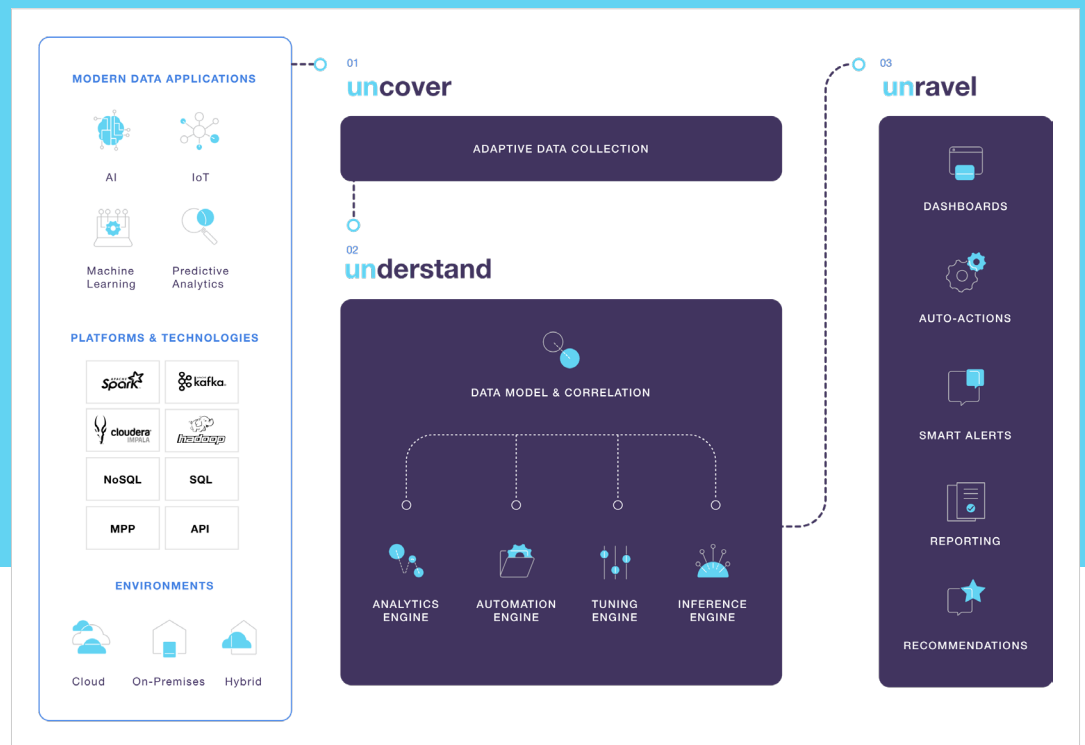 MODERN DATA APPLICATIONS
AI
IoT
Machine
Learning
Predictive
Analytics
PLATFORMS & TECHNOLOGIES
Spark
kafka
cloudera
IMPALA
hadoop
NoSQL
SQL
MPP
API
ENVIRONMENTS
Cloud
On-Premises
Hybrid
01
uncover
ADAPTIVE DATA COLLECTION
02
understand
DATA MODEL & CORRELATION
ANALYTICS
ENGINE
AUTOMATION
ENGINE
TUNING
ENGINE
INFERENCE
ENGINE
03
unravel
DASHBOARDS
AUTO-ACTIONS
SMART ALERTS
REPORTING
RECOMMENDATIONS